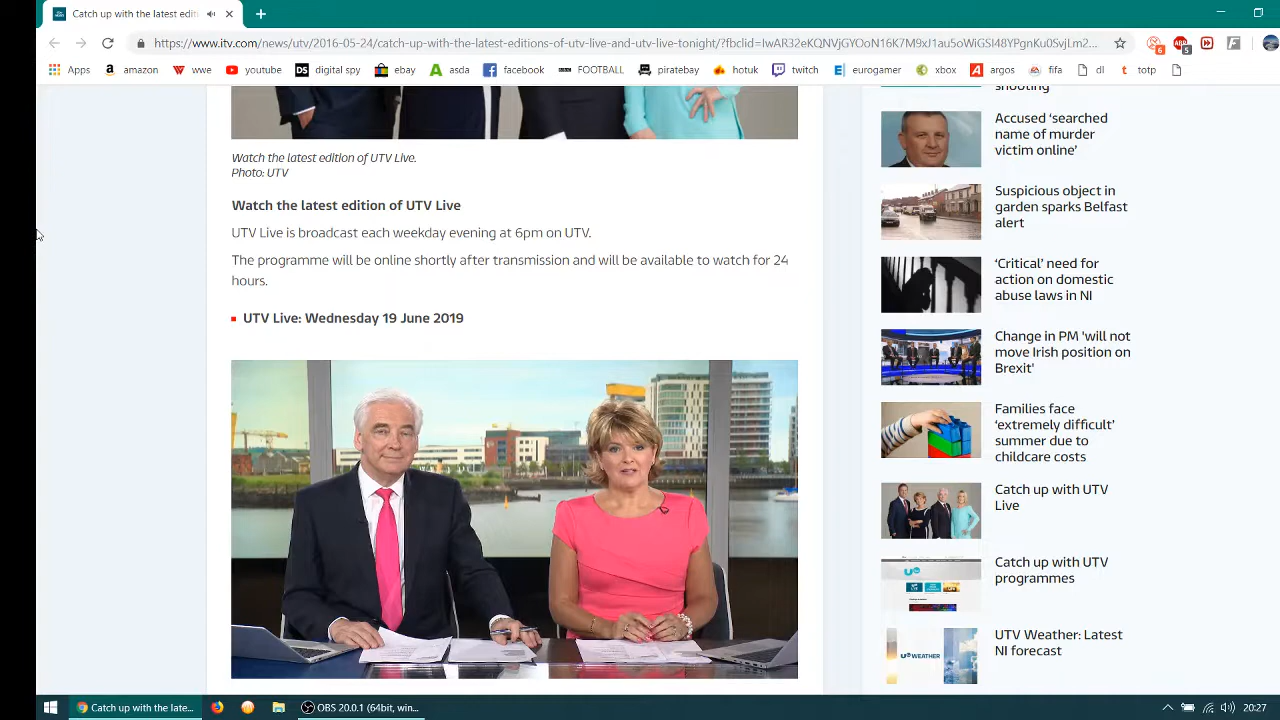 Catch up with the latest edit
https://www.itv.com/news/utv/2016-05-24/catch-up-with-the-latest-editions-of-utv-live-and-utv-live-tonight/?fbclid=IwAR32eKQNVjGYOoN16K7M9xJ1au5oWiGSI48YPgnKu0SvjLm2...
6
ABP
5
Apps amazon wwe youtube DS digital spy ebay asda facebook FOOTBALL piratebay hotuk twitch eurogamer xbox argos fifa dl t totp
shooting
Accused ‘searched
name of murder
victim online’
Suspicious object in
garden sparks Belfast
alert
‘Critical’ need for
action on domestic
abuse laws in NI
Change in PM 'will not
move Irish position on
Brexit'
Families face
‘extremely difficult’
summer due to
childcare costs
Catch up with UTV
Live
Catch up with UTV
programmes
UTV Weather: Latest
NI forecast
WEATHER
Watch the latest edition of UTV Live.
Photo: UTV
Watch the latest edition of UTV Live
UTV Live is broadcast each weekday evening at 6pm on UTV.
The programme will be online shortly after transmission and will be available to watch for 24
hours.
UTV Live: Wednesday 19 June 2019
Catch up with the late...
OBS 20.0.1 (64bit, win...
20:27